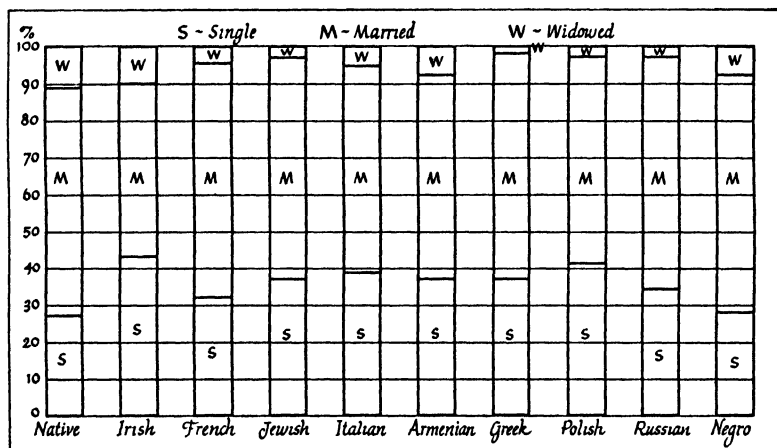 % S ~ Single M ~ Married W ~ Widowed
100 W W W W W W W W W W
90
80
70
60 M M M M M M M M M M
50
40
30
20 S S S S S S S S S S
10
0
Native Irish French Jewish Italian Armenian Greek Polish Russian Negro